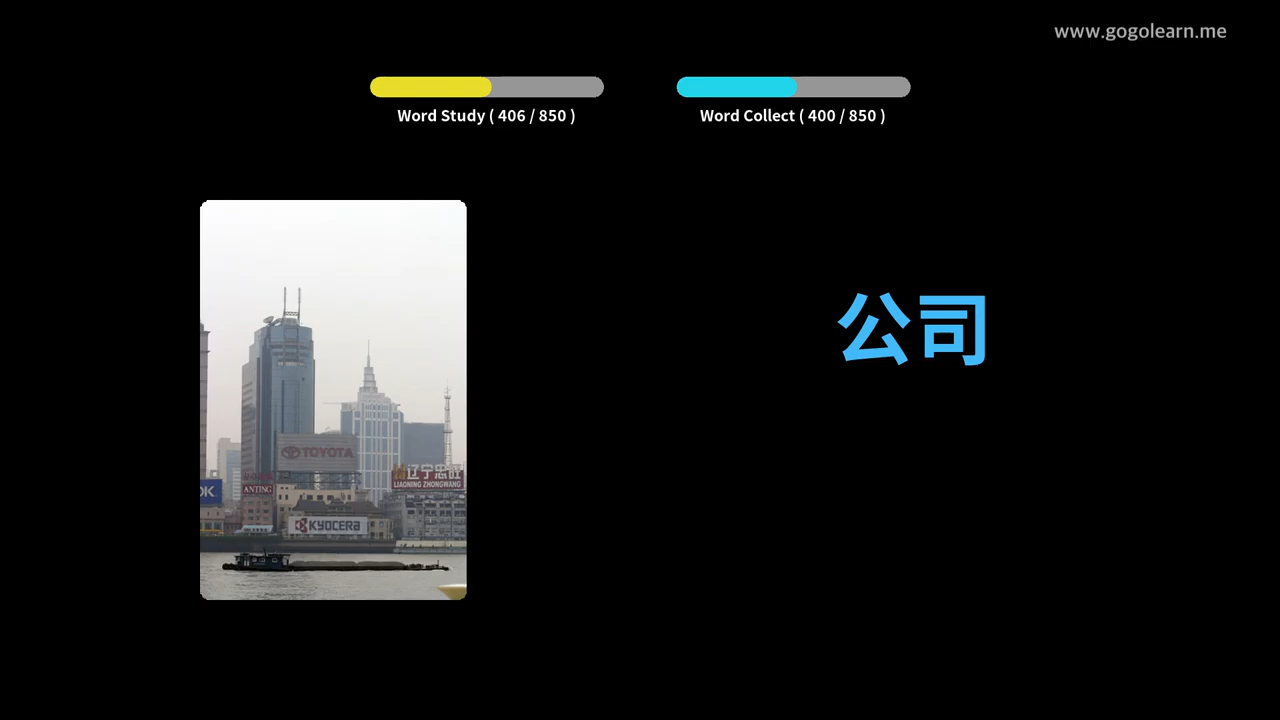 www.gogolearn.me
Word Study ( 406 / 850 )
Word Collect ( 400 / 850 )
公司
TOYOTA
辽宁忠旺
LIAONING ZHONGWANG
OK
ANTING
KYOCERA